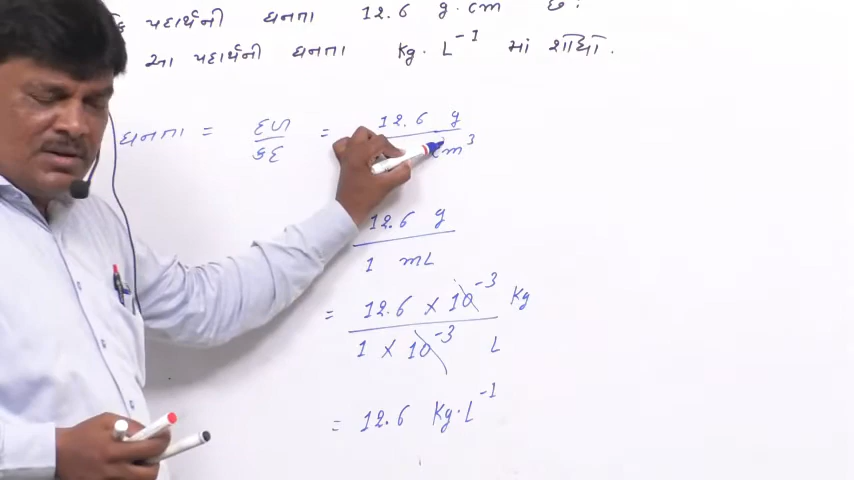 પદાર્થની ઘનતા 12.6 g.cm છે.
આ પદાર્થની ઘનતા Kg. L⁻¹ માં શોધો.
ઘનતા = દળ/કદ = 12.6 g / cm³
12.6 g / 1 mL
= 12.6 × 10⁻³ Kg / 1 × 10⁻³ L
= 12.6 Kg.L⁻¹